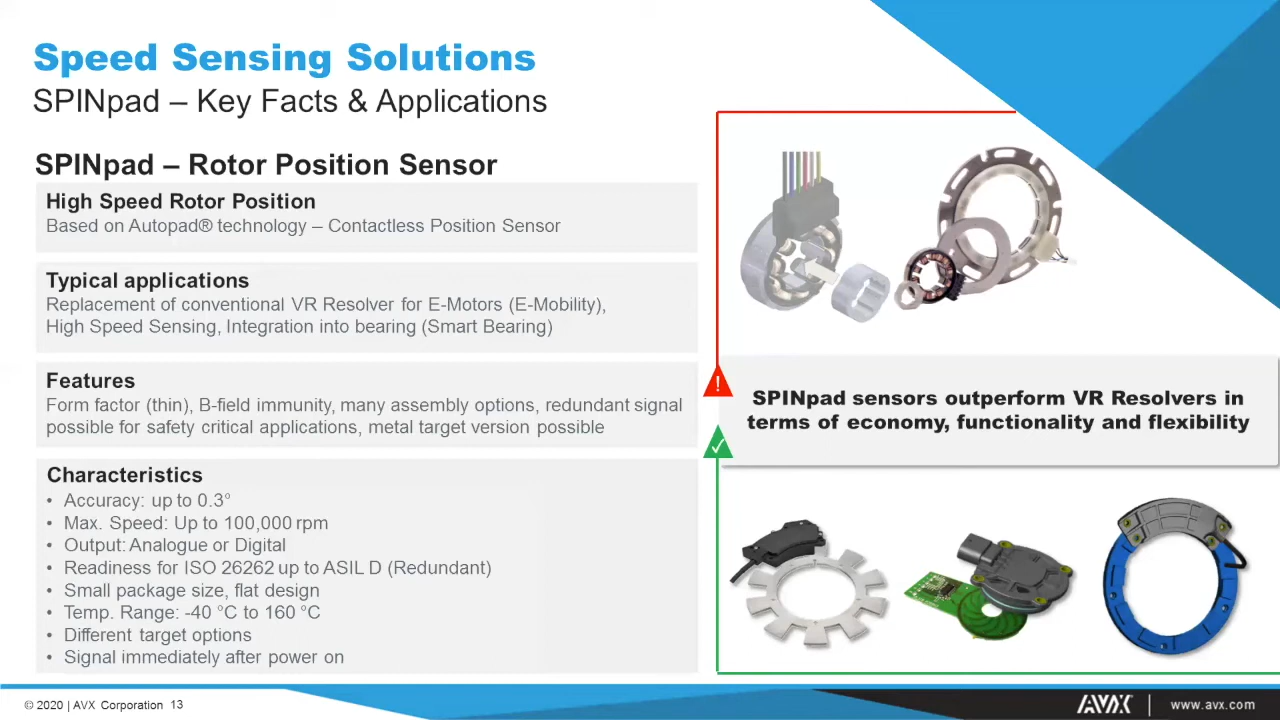 Speed Sensing Solutions
SPINpad – Key Facts & Applications
SPINpad – Rotor Position Sensor
High Speed Rotor Position
Based on Autopad® technology – Contactless Position Sensor
Typical applications
Replacement of conventional VR Resolver for E-Motors (E-Mobility),
High Speed Sensing, Integration into bearing (Smart Bearing)
Features
Form factor (thin), B-field immunity, many assembly options, redundant signal
possible for safety critical applications, metal target version possible
Characteristics
• Accuracy: up to 0.3°
• Max. Speed: Up to 100,000 rpm
• Output: Analogue or Digital
• Readiness for ISO 26262 up to ASIL D (Redundant)
• Small package size, flat design
• Temp. Range: -40 °C to 160 °C
• Different target options
• Signal immediately after power on
!
SPINpad sensors outperform VR Resolvers in
terms of economy, functionality and flexibility
© 2020 | AVX Corporation 13
AVX | www.avx.com